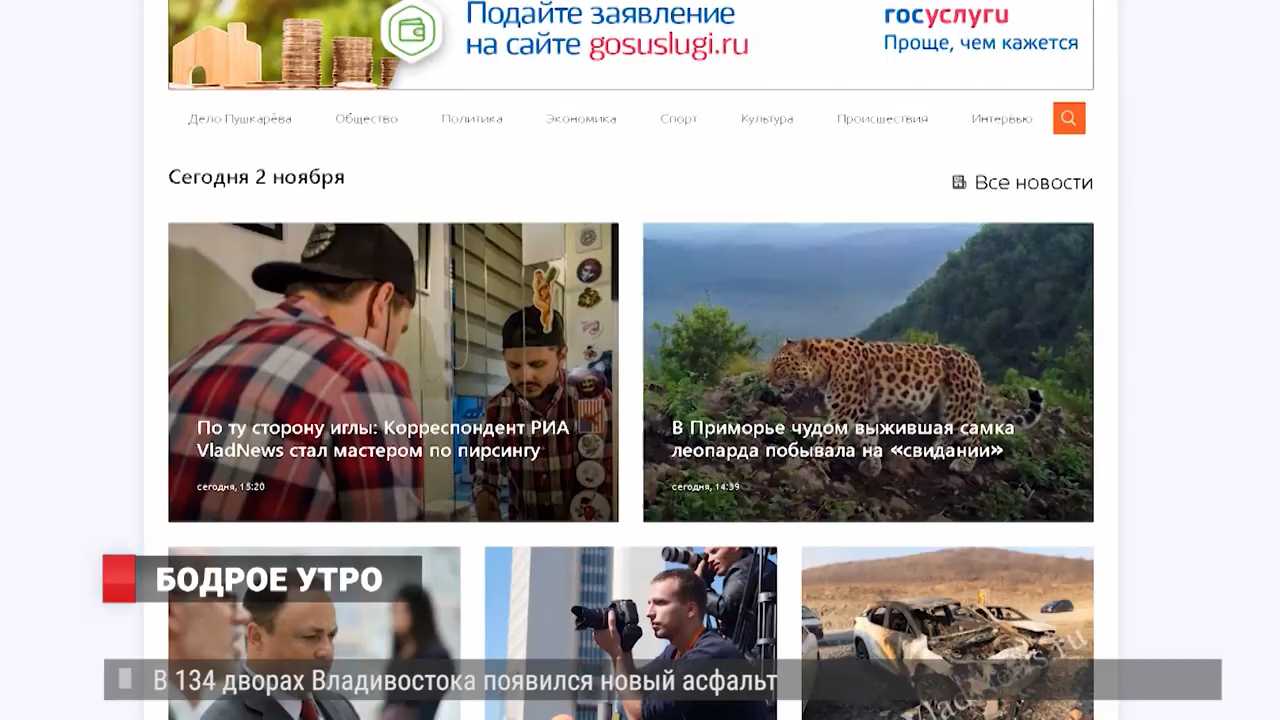 Подайте заявление
на сайте gosuslugi.ru
госуслуги
Проще, чем кажется
Дело Пушкарёва
Общество
Политика
Экономика
Спорт
Культура
Происшествия
Интервью
Сегодня 2 ноября
Все новости
По ту сторону иглы: Корреспондент РИА
VladNews стал мастером по пирсингу
сегодня, 15:20
В Приморье чудом выжившая самка
леопарда побывала на «свидании»
сегодня, 14:39
БОДРОЕ УТРО
В 134 дворах Владивостока появился новый асфальт